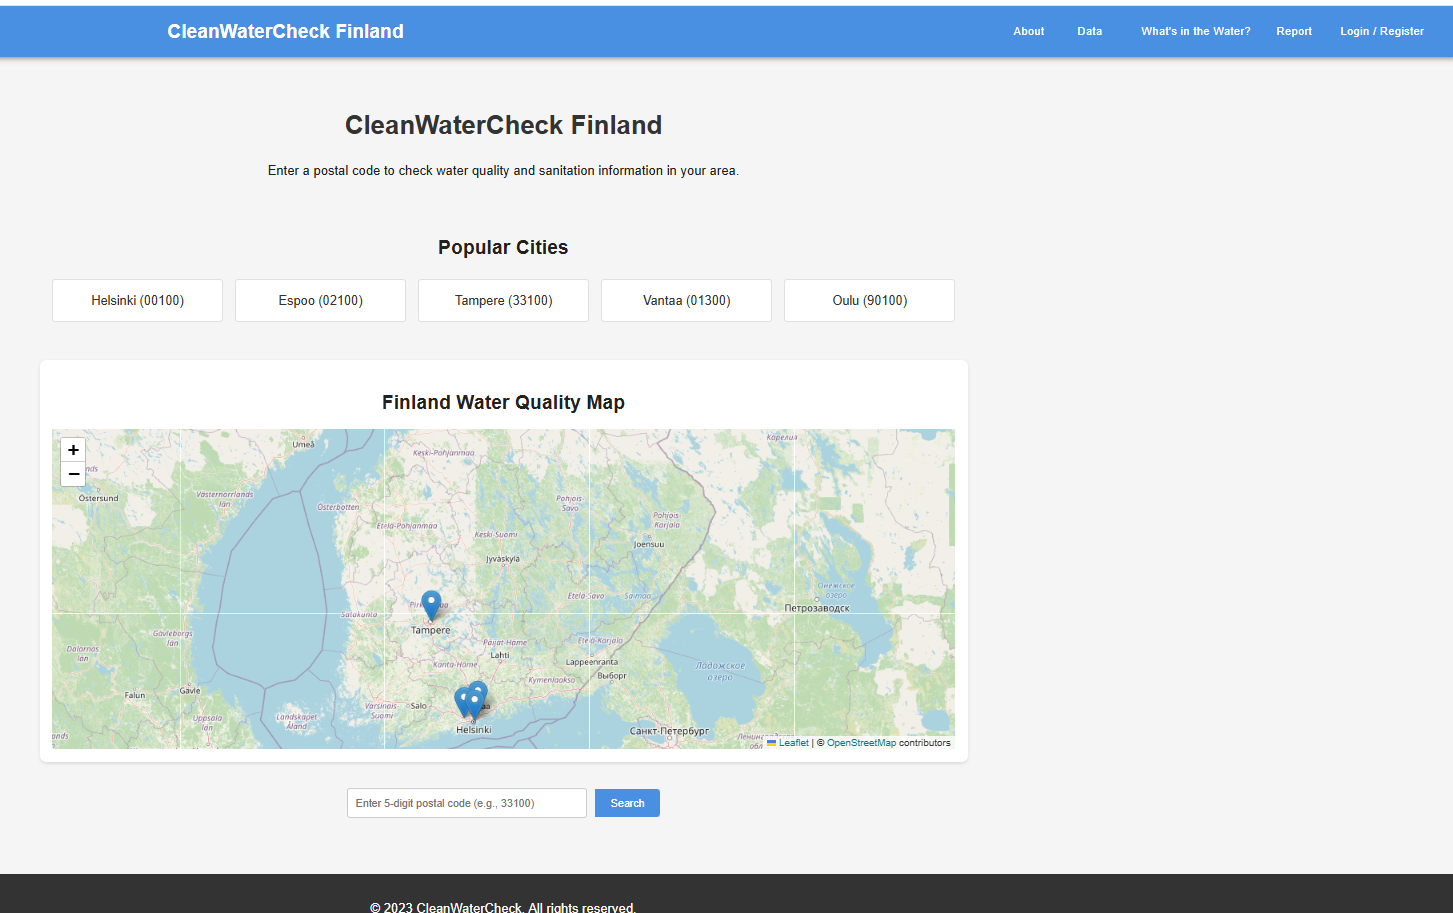 CleanWaterCheck Finland
About Data What's in the Water? Report Login / Register
CleanWaterCheck Finland
Enter a postal code to check water quality and sanitation information in your area.
Popular Cities
Helsinki (00100) Espoo (02100) Tampere (33100) Vantaa (01300) Oulu (90100)
Finland Water Quality Map
+
−
Umeå
Карелия
Keski-Pohjanmaa
Östersund
Västernorrlands län
Österbotten
Pohjois-Savo
Etelä-Pohjanmaa
Pohjois-Karjala
Keski-Suomi
Joensuu
Jyväskylä
Онежское озеро
Etelä-Savo
Saimaa
Петрозаводск
Satakunta
Tampere
Gävleborgs län
Päijät-Häme
Etelä-Karjala
Dalarnas län
Lahti
Kanta-Häme
Lappeenranta
Ладожское озеро
Выборг
Kymenlaakso
Falun
Gävle
Varsinais-Suomi
Salo
Uppsala län
Landskapet Åland
Helsinki
Санкт-Петербург
Leaflet | © OpenStreetMap contributors
Enter 5-digit postal code (e.g., 33100) Search
© 2023 CleanWaterCheck. All rights reserved.